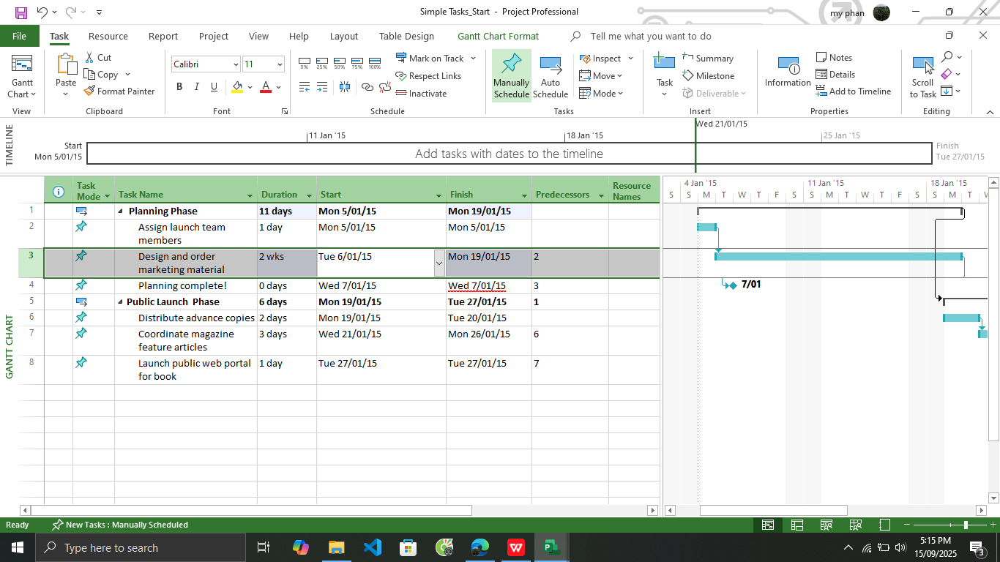 Simple Tasks_Start - Project Professional
my phan
File Task Resource Report Project View Help Layout Table Design Gantt Chart Format Tell me what you want to do
Gantt Chart
View
Paste
Cut
Copy
Format Painter
Clipboard
Calibri 11
B I U A
Font
0% 25% 50% 75% 100%
Mark on Track
Respect Links
Inactivate
Schedule
Manually Schedule
Auto Schedule
Inspect
Move
Mode
Tasks
Task
Summary
Milestone
Deliverable
Insert
Information
Notes
Details
Add to Timeline
Properties
Scroll to Task
Editing
TIMELINE
Wed 21/01/15
11 Jan '15 18 Jan '15 25 Jan '15
Start
Mon 5/01/15
Add tasks with dates to the timeline
Finish
Tue 27/01/15
GANTT CHART
Task Mode Task Name Duration Start Finish Predecessors Resource Names
4 Jan '15 11 Jan '15 18 Jan '15
S S M T W T F S S M T W T F S S M T W
1 Planning Phase 11 days Mon 5/01/15 Mon 19/01/15
2 Assign launch team members 1 day Mon 5/01/15 Mon 5/01/15
3 Design and order marketing material 2 wks Tue 6/01/15 Mon 19/01/15 2
4 Planning complete! 0 days Wed 7/01/15 Wed 7/01/15 3
7/01
5 Public Launch Phase 6 days Mon 19/01/15 Tue 27/01/15 1
6 Distribute advance copies 2 days Mon 19/01/15 Tue 20/01/15
7 Coordinate magazine feature articles 3 days Wed 21/01/15 Mon 26/01/15 6
8 Launch public web portal for book 1 day Tue 27/01/15 Tue 27/01/15 7
Ready New Tasks : Manually Scheduled
Type here to search
5:15 PM
15/09/2025
3